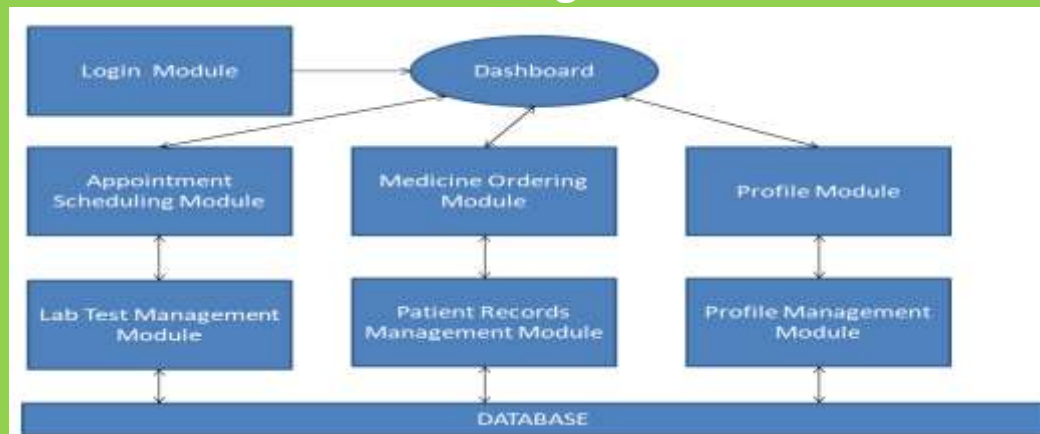 Login Module
Dashboard
Appointment
Scheduling Module
Medicine Ordering
Module
Profile Module
Lab Test Management
Module
Patient Records
Management Module
Profile Management
Module
DATABASE